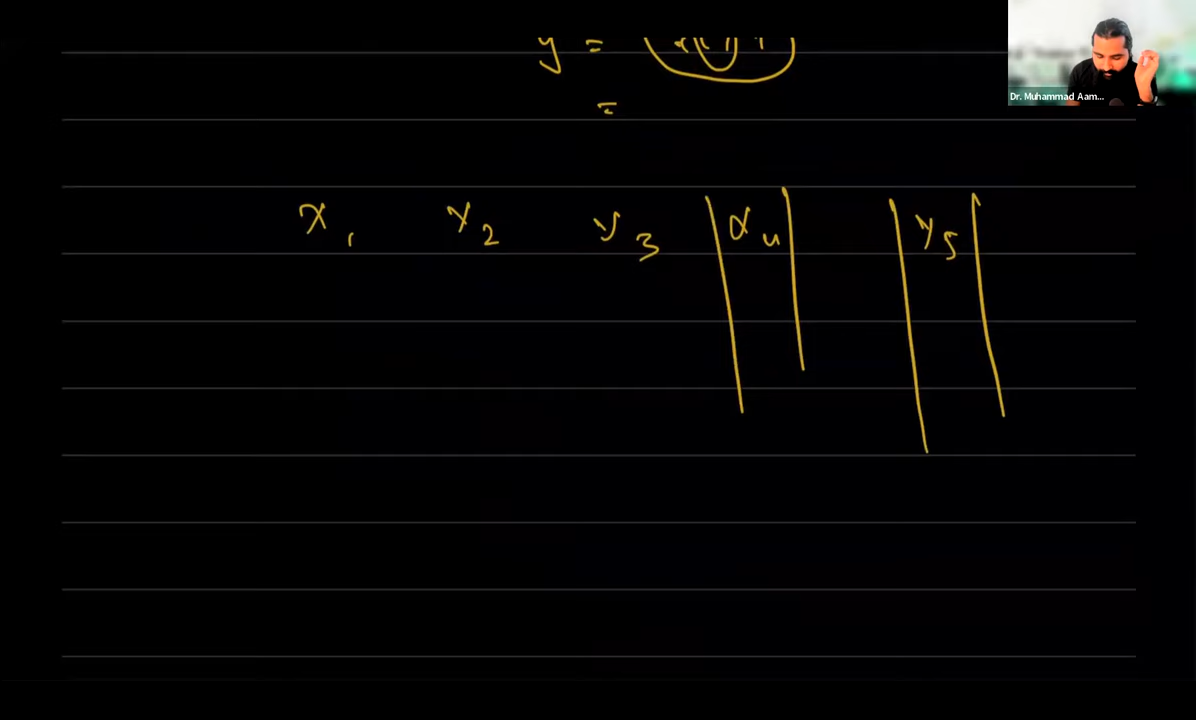 Dr. Muhammad Aam...
y =
=
x₁ x₂ x₃ x₄ x₅